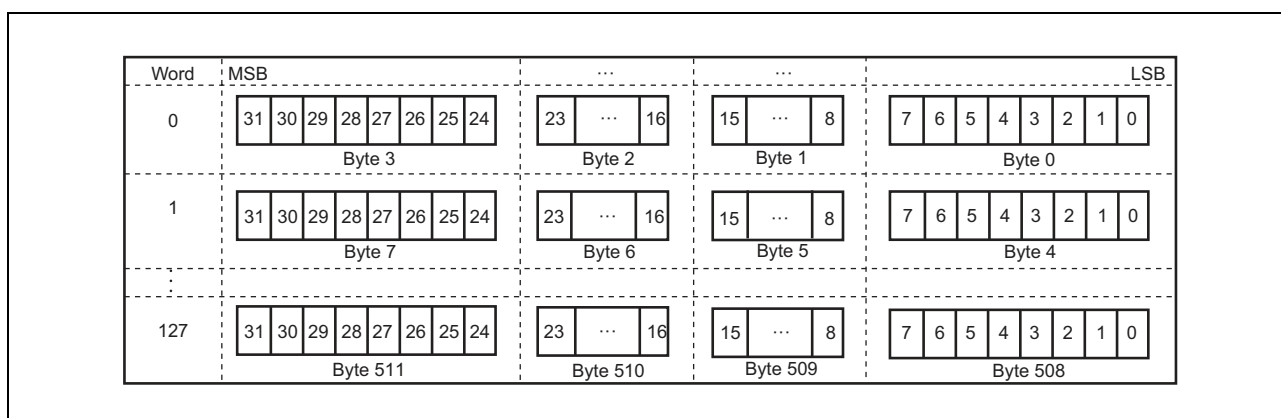 Word MSB ... ... LSB
0 31 30 29 28 27 26 25 24 23 ... 16 15 ... 8 7 6 5 4 3 2 1 0
Byte 3 Byte 2 Byte 1 Byte 0
1 31 30 29 28 27 26 25 24 23 ... 16 15 ... 8 7 6 5 4 3 2 1 0
Byte 7 Byte 6 Byte 5 Byte 4
⋮
127 31 30 29 28 27 26 25 24 23 ... 16 15 ... 8 7 6 5 4 3 2 1 0
Byte 511 Byte 510 Byte 509 Byte 508